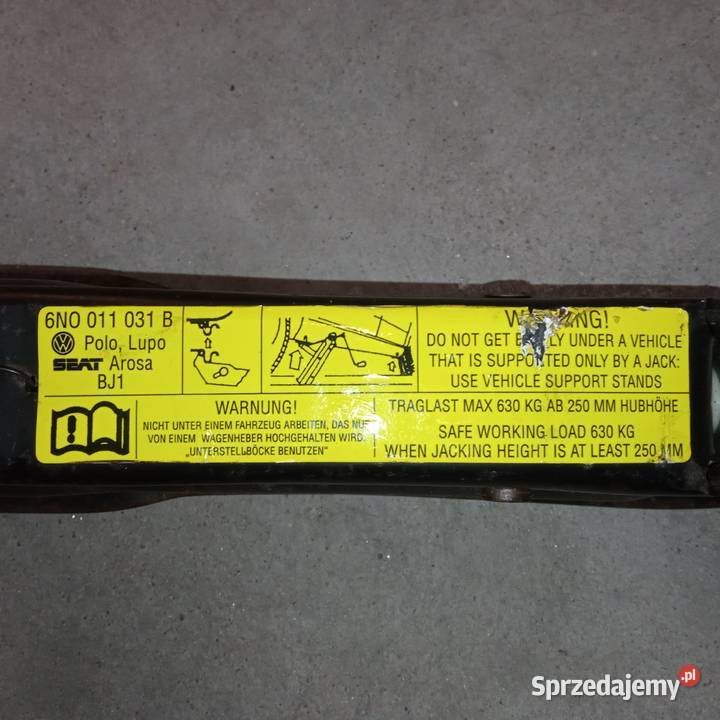 6N0 011 031 B
Polo, Lupo
SEAT Arosa
BJ1
WARNUNG!
NICHT UNTER EINEM FAHRZEUG ARBEITEN, DAS NUR
VON EINEM WAGENHEBER HOCHGEHALTEN WIRD.
„UNTERSTELLBÖCKE BENUTZEN"
DO NOT GET UNDER A VEHICLE
THAT IS SUPPORTED ONLY BY A JACK:
USE VEHICLE SUPPORT STANDS
TRAGLAST MAX 630 KG AB 250 MM HUBHÖHE
SAFE WORKING LOAD 630 KG
WHEN JACKING HEIGHT IS AT LEAST 250 MM
Sprzedajemy.pl